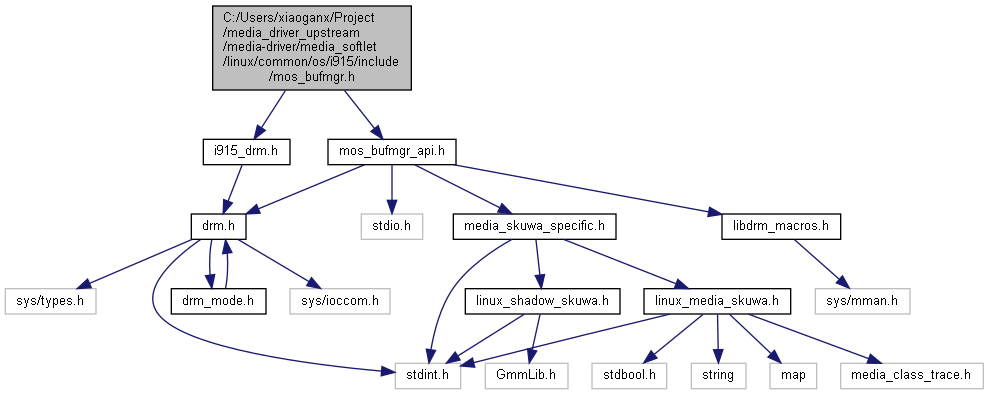 C:/Users/xiaoganx/Project
/media_driver_upstream
/media-driver/media_softlet
/linux/common/os/i915/include
/mos_bufmgr.h
i915_drm.h
mos_bufmgr_api.h
drm.h
stdio.h
media_skuwa_specific.h
libdrm_macros.h
sys/types.h
drm_mode.h
sys/ioccom.h
linux_shadow_skuwa.h
linux_media_skuwa.h
sys/mman.h
stdint.h
GmmLib.h
stdbool.h
string
map
media_class_trace.h